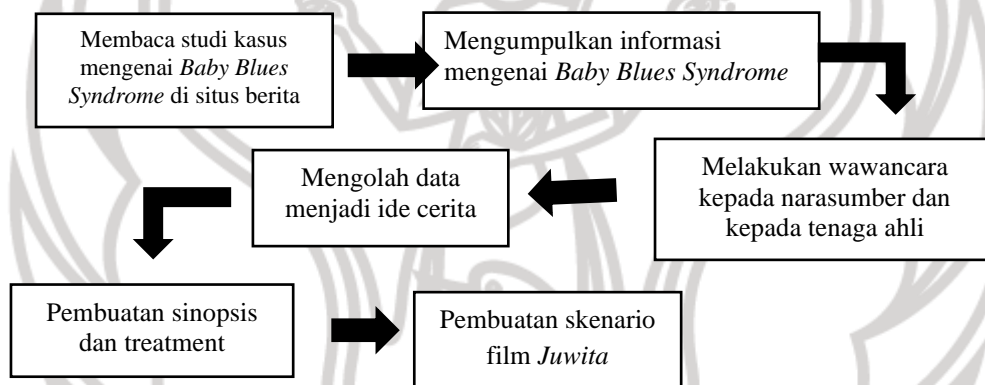 Membaca studi kasus
mengenai Baby Blues
Syndrome di situs berita
Mengumpulkan informasi
mengenai Baby Blues Syndrome
Melakukan wawancara
kepada narasumber dan
kepada tenaga ahli
Mengolah data
menjadi ide cerita
Pembuatan sinopsis
dan treatment
Pembuatan skenario
film Juwita